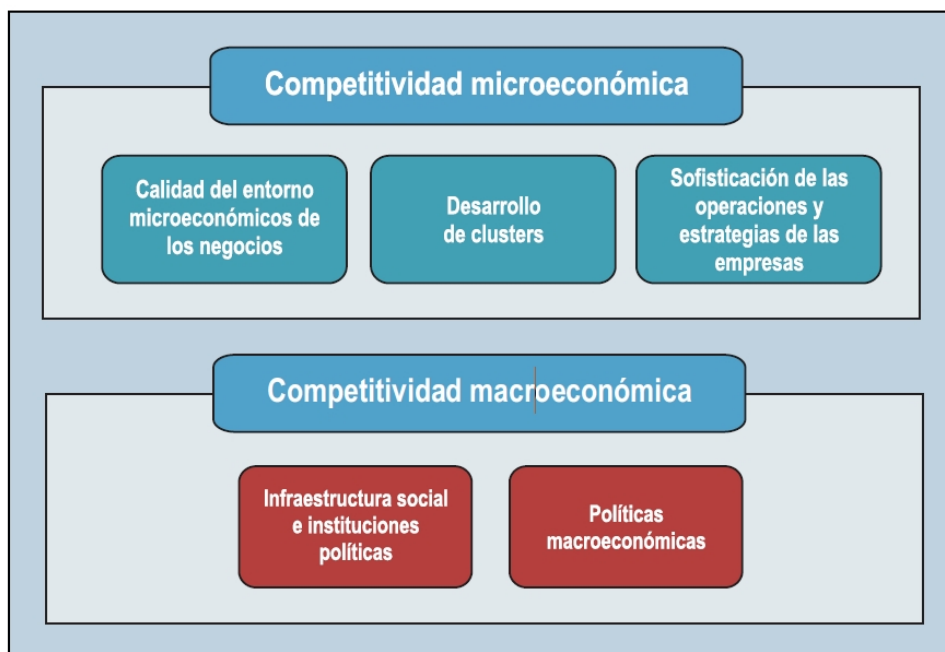 Competitividad microeconómica
Calidad del entorno
microeconómicos de
los negocios
Desarrollo
de clusters
Sofisticación de las
operaciones y
estrategias de las
empresas
Competitividad macroeconómica
Infraestructura social
e instituciones
políticas
Políticas
macroeconómicas